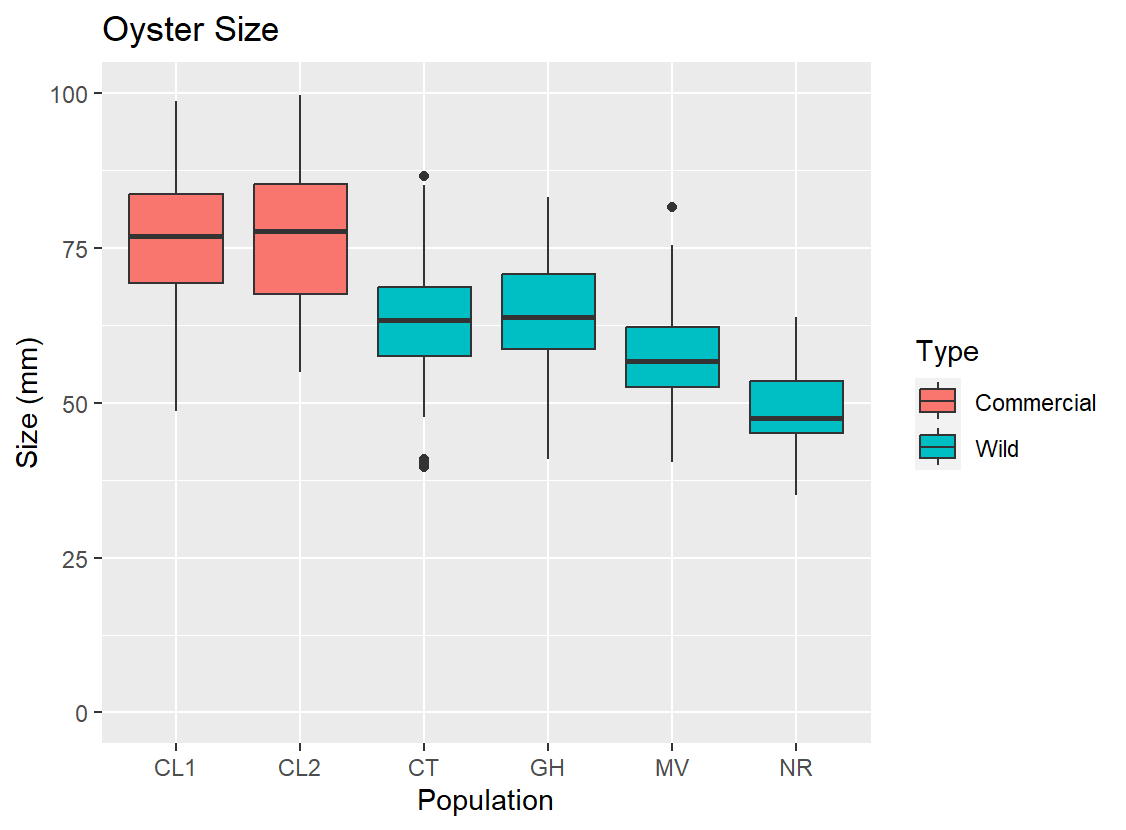 Oyster Size
100
75
50
25
0
Size (mm)
CL1 CL2 CT GH MV NR
Population
Type
Commercial
Wild